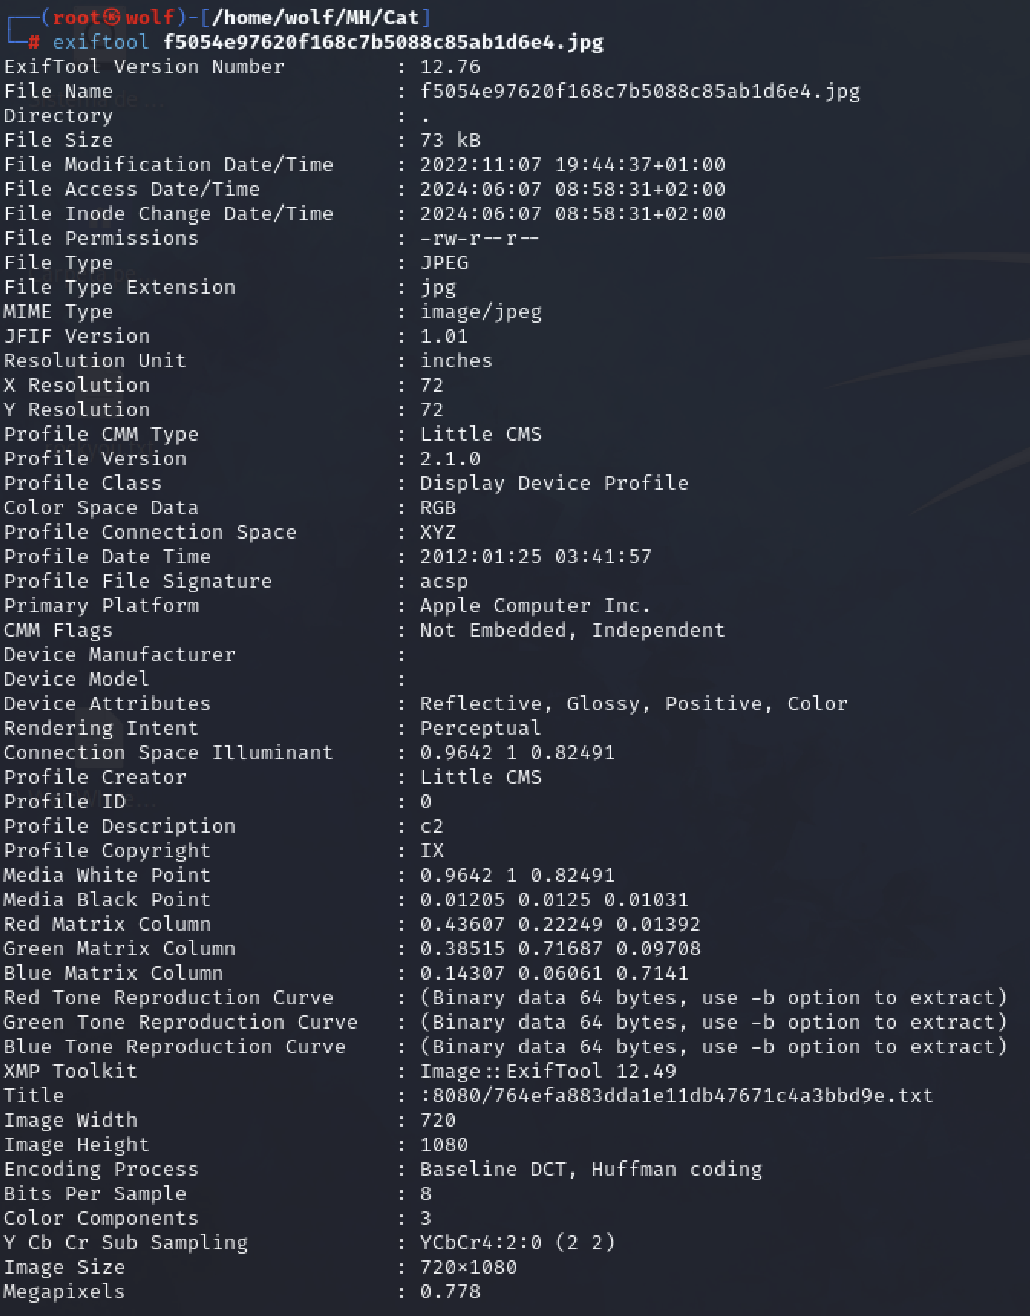 ┌──(root㉿wolf)-[/home/wolf/MH/Cat]
└─# exiftool f5054e97620f168c7b5088c85ab1d6e4.jpg
ExifTool Version Number : 12.76
File Name : f5054e97620f168c7b5088c85ab1d6e4.jpg
Directory : .
File Size : 73 kB
File Modification Date/Time : 2022:11:07 19:44:37+01:00
File Access Date/Time : 2024:06:07 08:58:31+02:00
File Inode Change Date/Time : 2024:06:07 08:58:31+02:00
File Permissions : -rw-r--r--
File Type : JPEG
File Type Extension : jpg
MIME Type : image/jpeg
JFIF Version : 1.01
Resolution Unit : inches
X Resolution : 72
Y Resolution : 72
Profile CMM Type : Little CMS
Profile Version : 2.1.0
Profile Class : Display Device Profile
Color Space Data : RGB
Profile Connection Space : XYZ
Profile Date Time : 2012:01:25 03:41:57
Profile File Signature : acsp
Primary Platform : Apple Computer Inc.
CMM Flags : Not Embedded, Independent
Device Manufacturer :
Device Model :
Device Attributes : Reflective, Glossy, Positive, Color
Rendering Intent : Perceptual
Connection Space Illuminant : 0.9642 1 0.82491
Profile Creator : Little CMS
Profile ID : 0
Profile Description : c2
Profile Copyright : IX
Media White Point : 0.9642 1 0.82491
Media Black Point : 0.01205 0.0125 0.01031
Red Matrix Column : 0.43607 0.22249 0.01392
Green Matrix Column : 0.38515 0.71687 0.09708
Blue Matrix Column : 0.14307 0.06061 0.7141
Red Tone Reproduction Curve : (Binary data 64 bytes, use -b option to extract)
Green Tone Reproduction Curve : (Binary data 64 bytes, use -b option to extract)
Blue Tone Reproduction Curve : (Binary data 64 bytes, use -b option to extract)
XMP Toolkit : Image::ExifTool 12.49
Title : :8080/764efa883dda1e11db47671c4a3bbd9e.txt
Image Width : 720
Image Height : 1080
Encoding Process : Baseline DCT, Huffman coding
Bits Per Sample : 8
Color Components : 3
Y Cb Cr Sub Sampling : YCbCr4:2:0 (2 2)
Image Size : 720×1080
Megapixels : 0.778